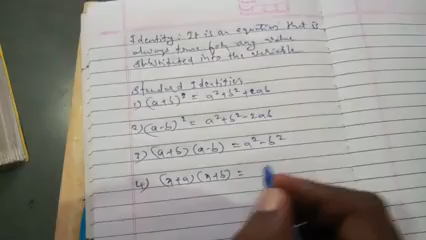 Identity: It is an equation that is
always true for any value
substituted into the variable
Standard Identities
1) (a+b)² = a²+b²+2ab
2) (a-b)² = a²+b²-2ab
3) (a+b)(a-b) = a²-b²
4) (x+a)(x+b) =